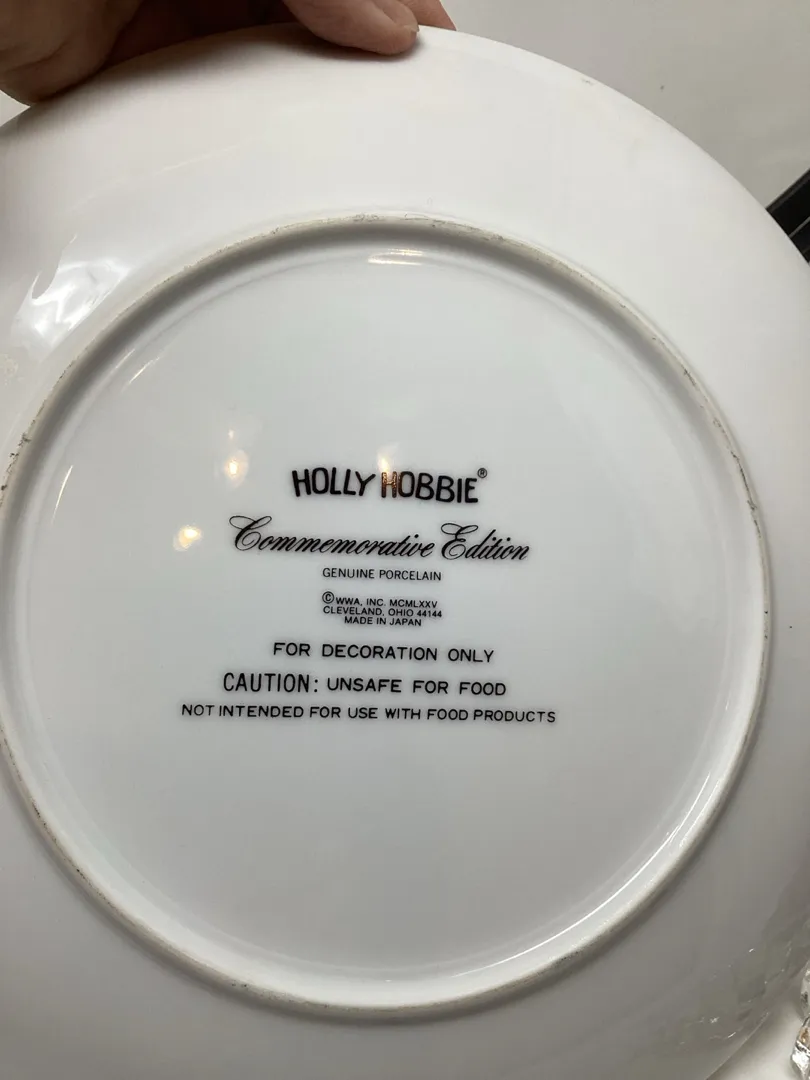 HOLLY HOBBIE®
Commemorative Edition
GENUINE PORCELAIN
© WWA, INC. MCMLXXV
CLEVELAND, OHIO 44144
MADE IN JAPAN
FOR DECORATION ONLY
CAUTION: UNSAFE FOR FOOD
NOT INTENDED FOR USE WITH FOOD PRODUCTS